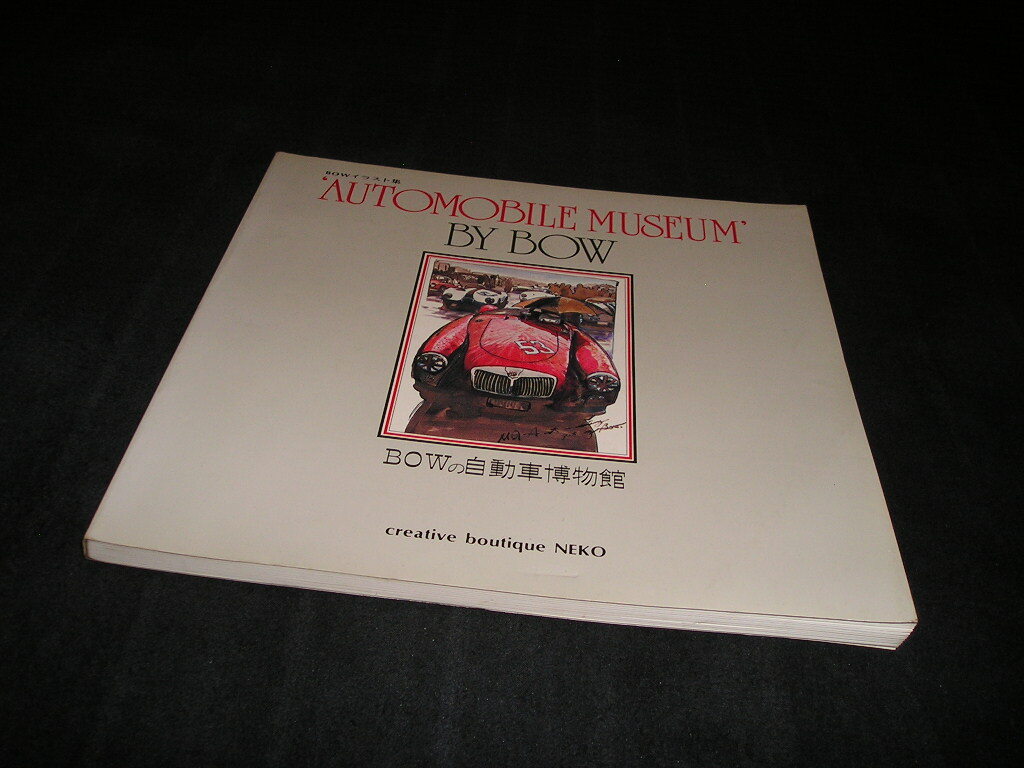 BOWイラスト集
'AUTOMOBILE MUSEUM'
BY BOW
53
BOWの自動車博物館
creative boutique NEKO